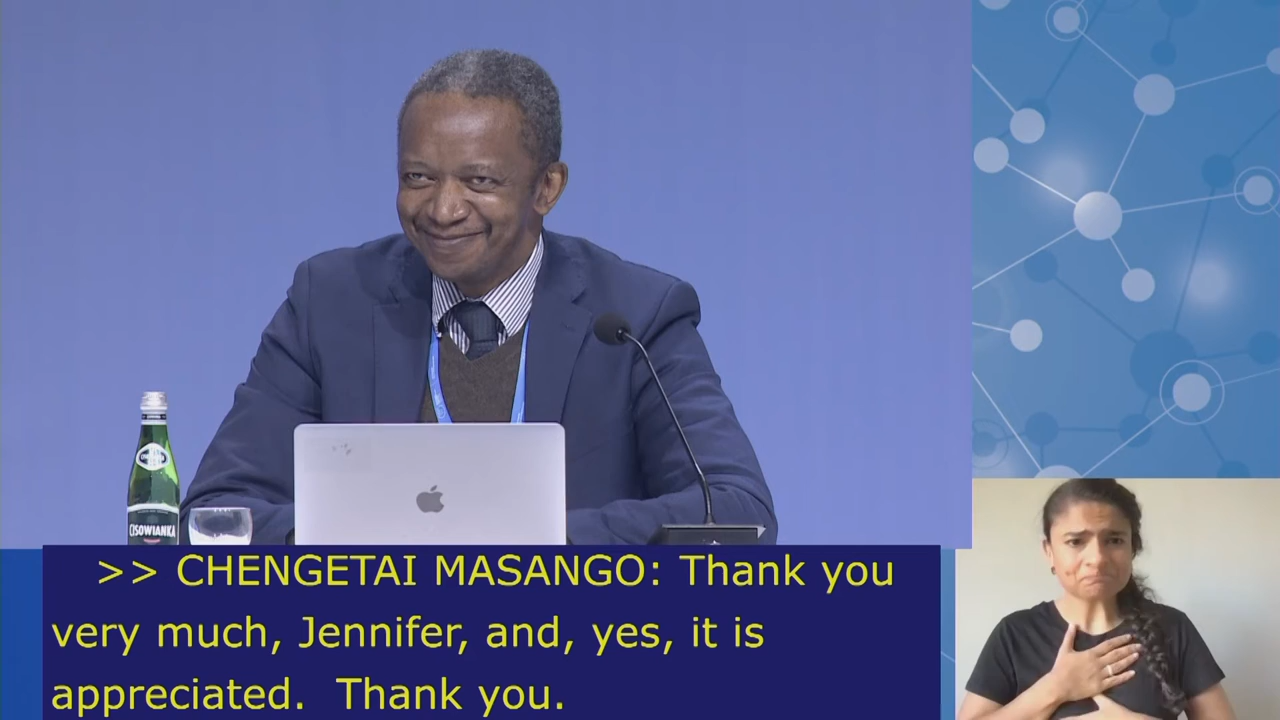 CISOWIANKA
>> CHENGETAI MASANGO: Thank you
very much, Jennifer, and, yes, it is
appreciated.  Thank you.